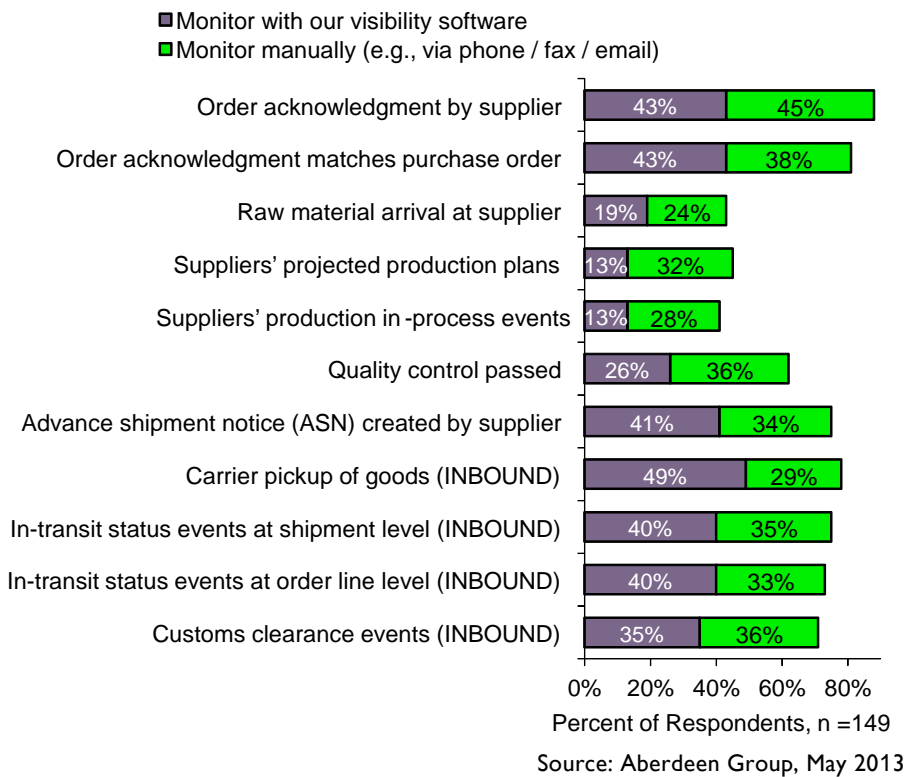 Monitor with our visibility software
Monitor manually (e.g., via phone / fax / email)
Order acknowledgment by supplier 43% 45%
Order acknowledgment matches purchase order 43% 38%
Raw material arrival at supplier 19% 24%
Suppliers’ projected production plans 13% 32%
Suppliers’ production in -process events 13% 28%
Quality control passed 26% 36%
Advance shipment notice (ASN) created by supplier 41% 34%
Carrier pickup of goods (INBOUND) 49% 29%
In-transit status events at shipment level (INBOUND) 40% 35%
In-transit status events at order line level (INBOUND) 40% 33%
Customs clearance events (INBOUND) 35% 36%
0% 20% 40% 60% 80%
Percent of Respondents, n =149
Source: Aberdeen Group, May 2013